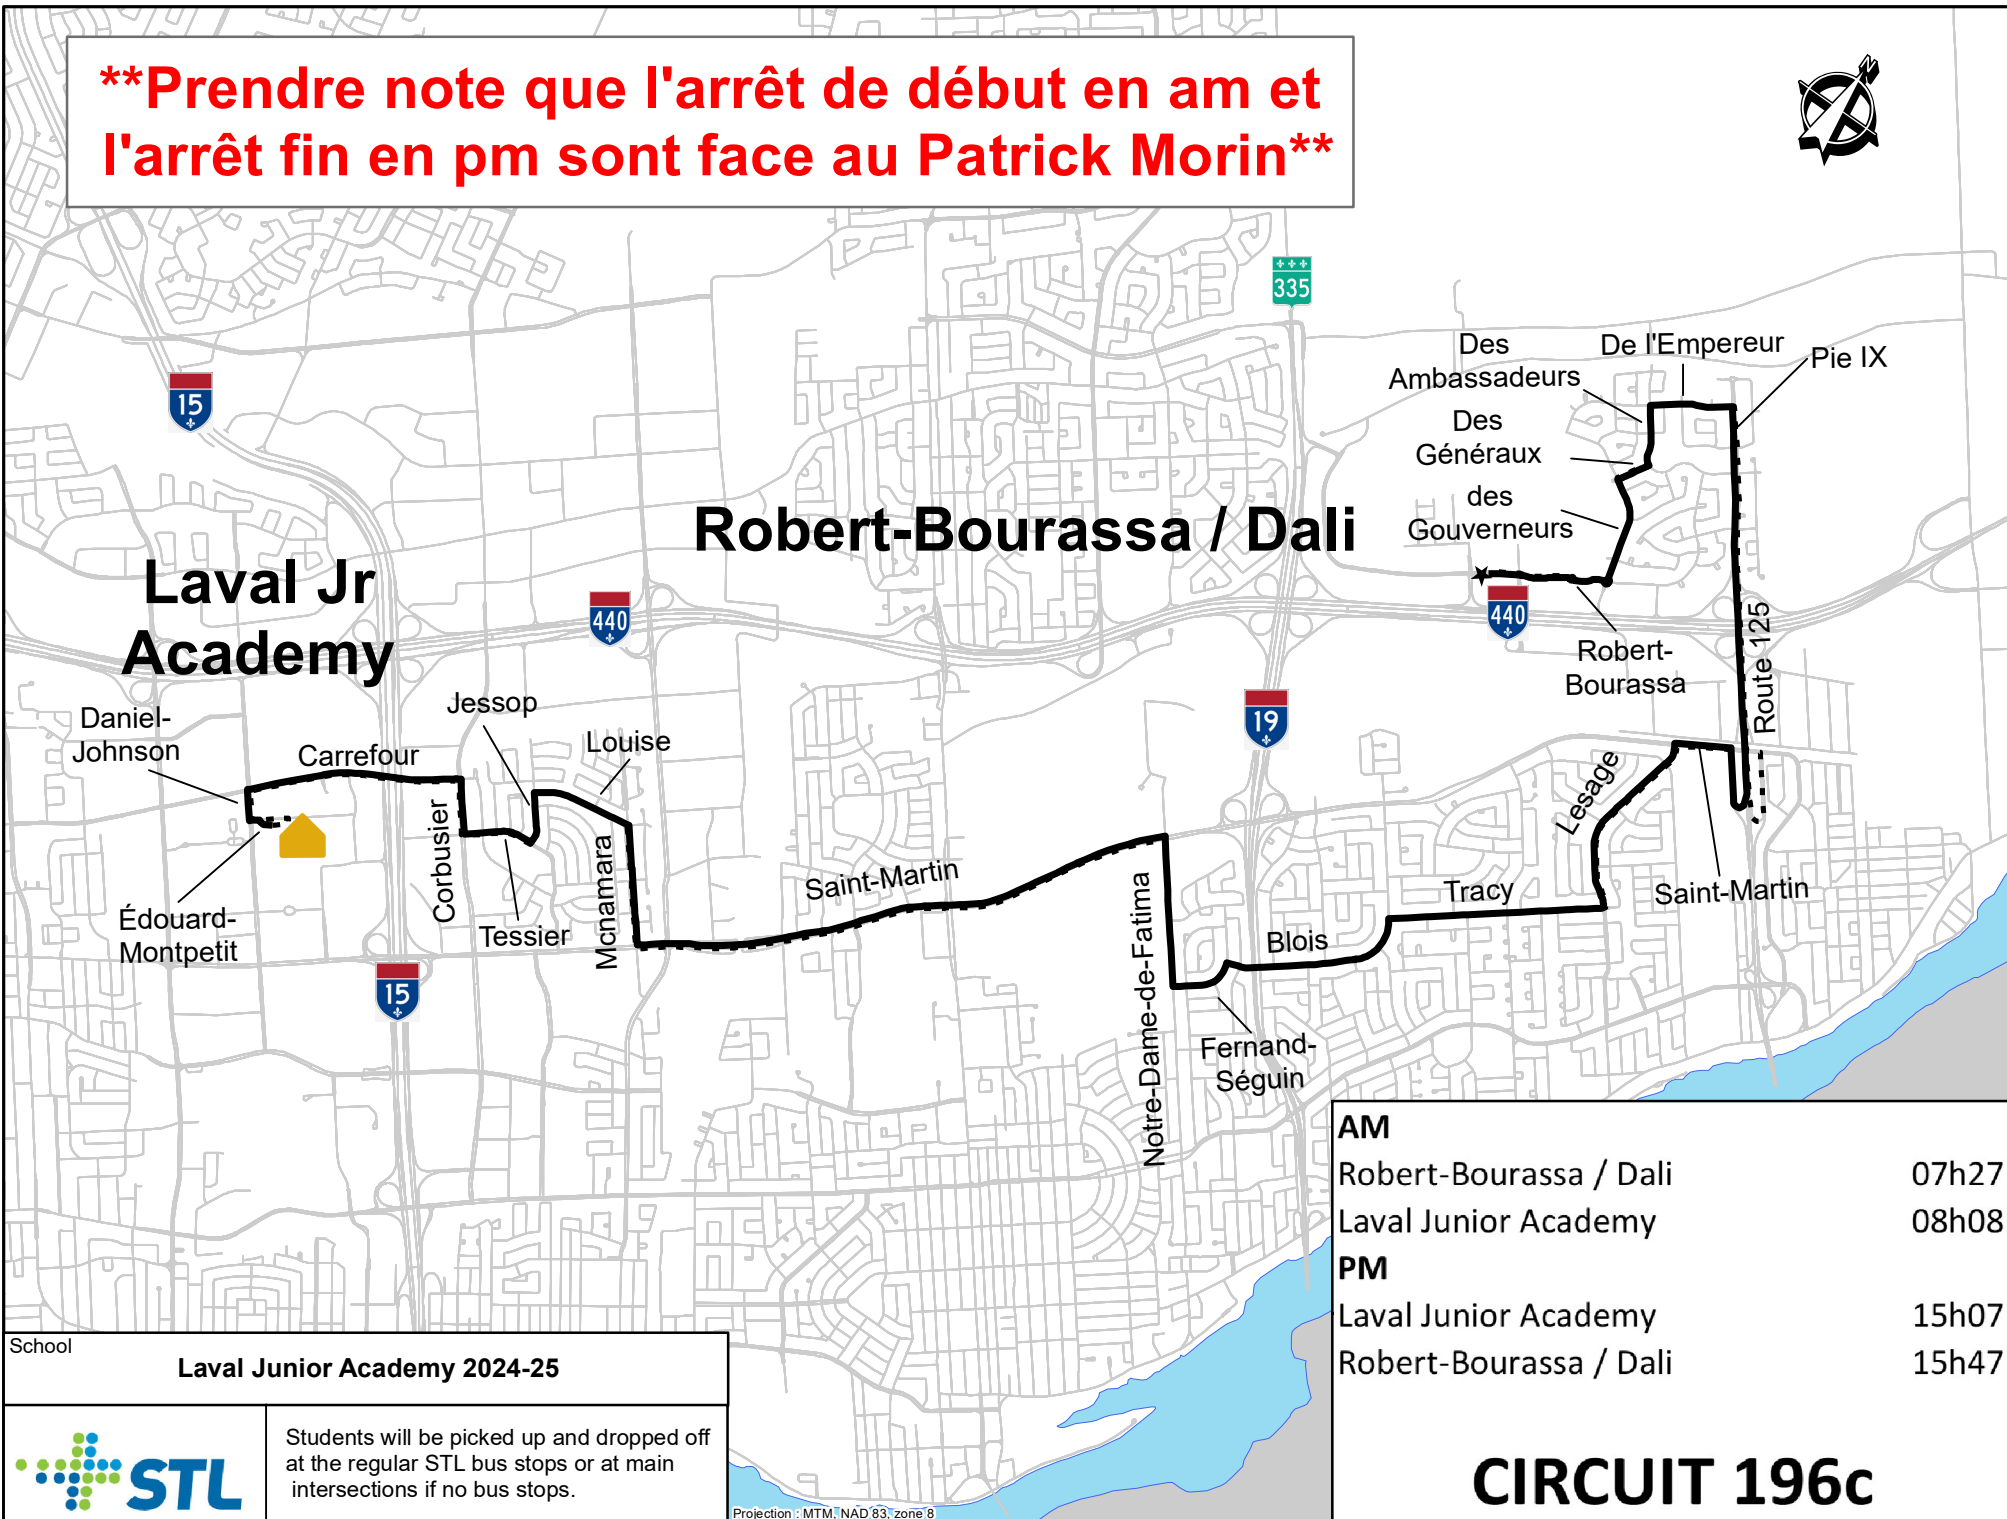 **Prendre note que l'arrêt de début en am et
l'arrêt fin en pm sont face au Patrick Morin**
N
335
15
Des
Ambassadeurs
De l'Empereur
Pie IX
Des
Généraux
des
Gouverneurs
Robert-Bourassa / Dali
Laval Jr
Academy
440
440
Robert-
Bourassa
Route 125
19
Daniel-
Johnson
Carrefour
Jessop
Louise
Corbusier
Tessier
Mcnamara
Édouard-
Montpetit
15
Saint-Martin
Notre-Dame-de-Fatima
Fernand-
Séguin
Blois
Tracy
Lesage
Saint-Martin
AM
Robert-Bourassa / Dali 07h27
Laval Junior Academy 08h08
PM
Laval Junior Academy 15h07
Robert-Bourassa / Dali 15h47
CIRCUIT 196c
School
Laval Junior Academy 2024-25
STL
Students will be picked up and dropped off
at the regular STL bus stops or at main
intersections if no bus stops.
Projection : MTM, NAD 83, zone 8